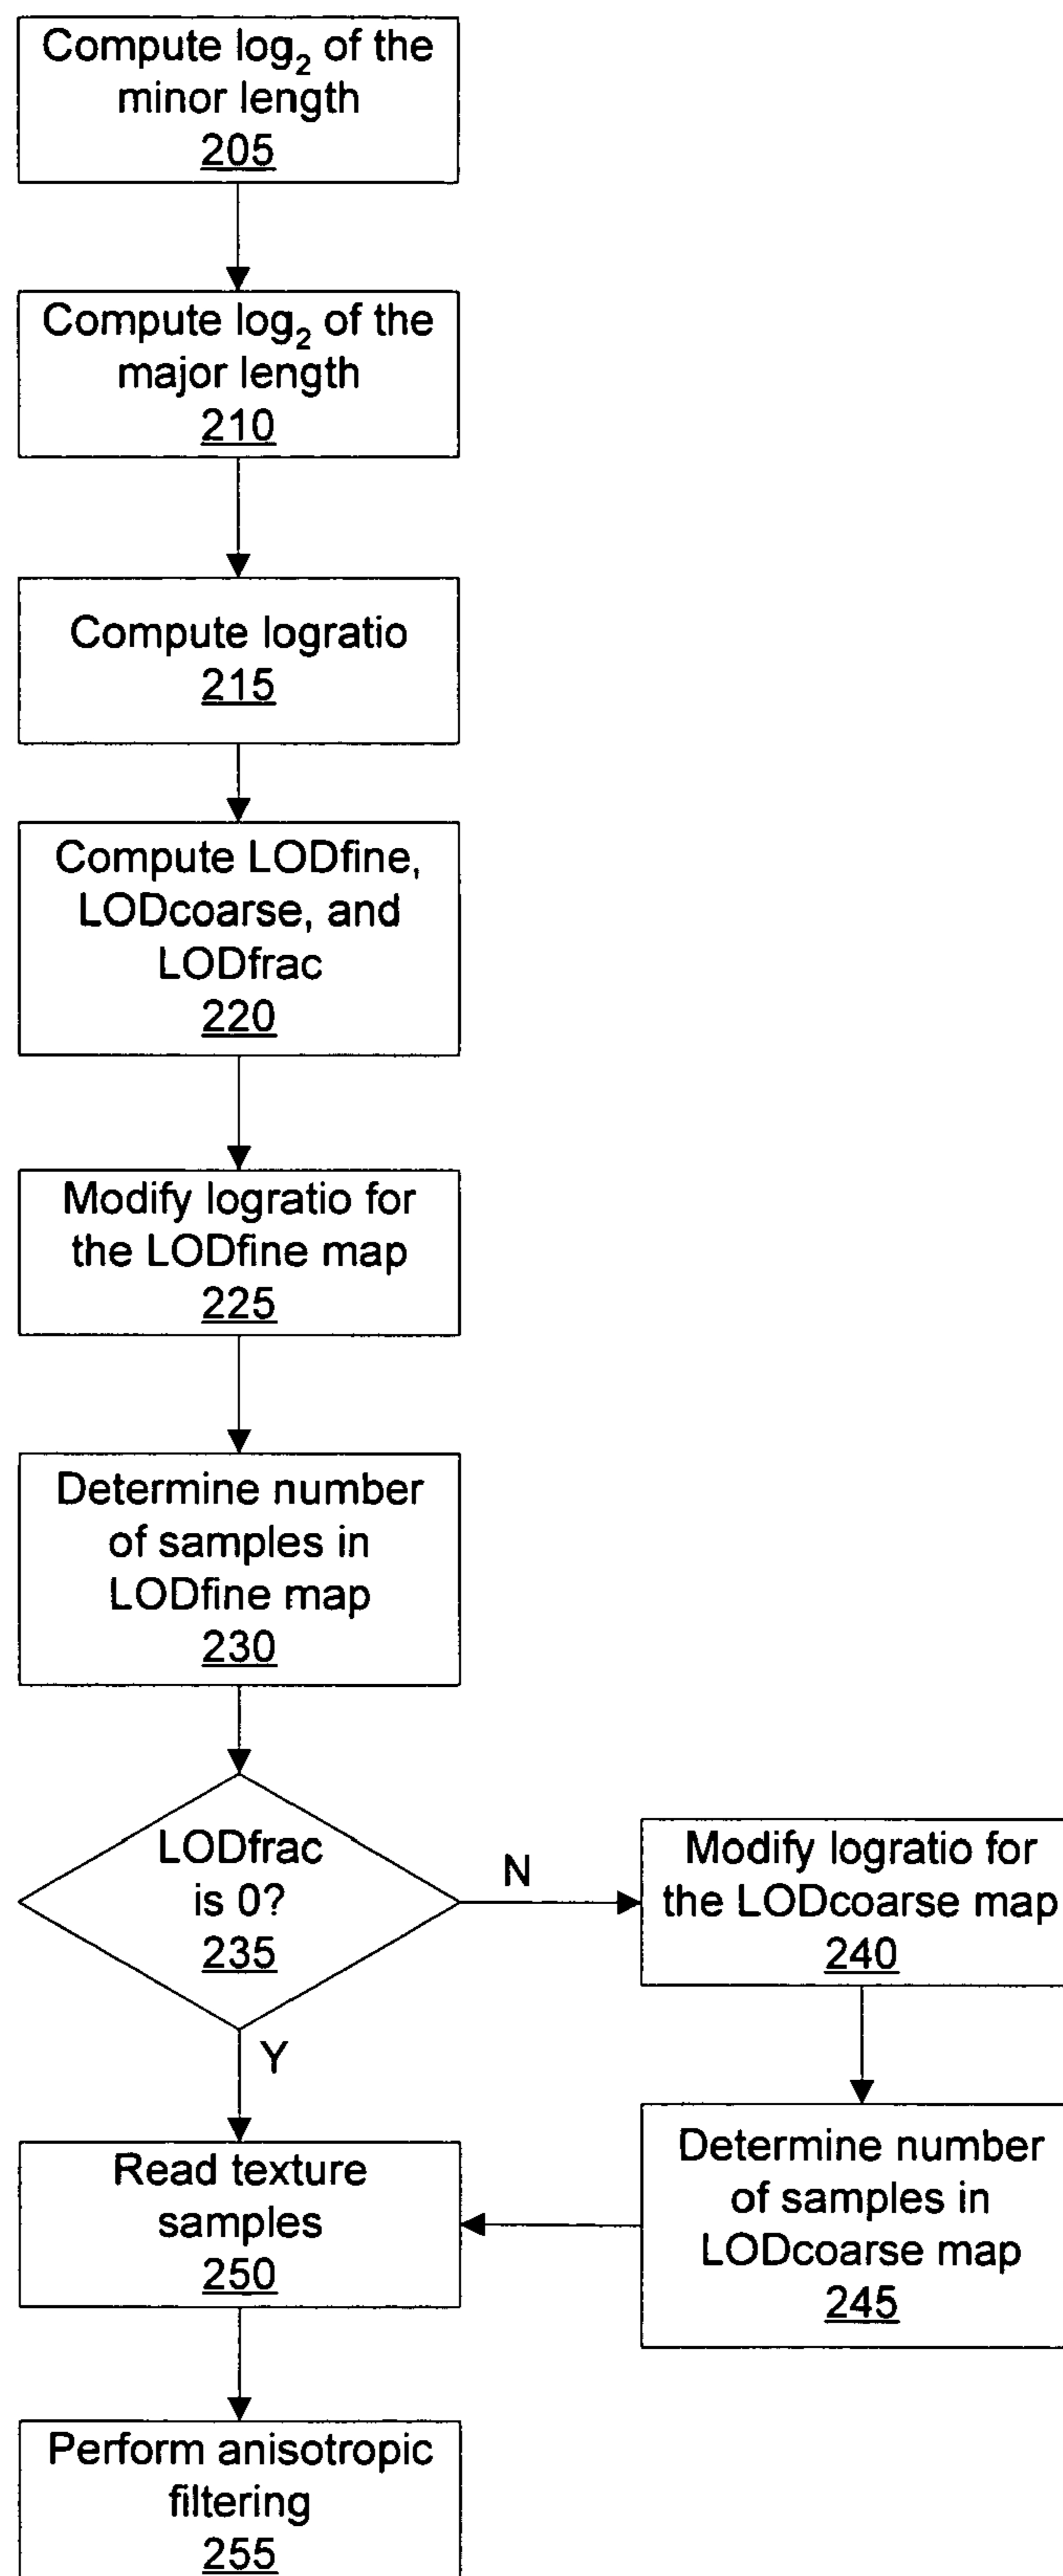 Compute log2 of the
minor length
205
Compute log2 of the
major length
210
Compute logratio
215
Compute LODfine,
LODcoarse, and
LODfrac
220
Modify logratio for
the LODfine map
225
Determine number
of samples in
LODfine map
230
LODfrac
is 0?
235
N
Y
Modify logratio for
the LODcoarse map
240
Determine number
of samples in
LODcoarse map
245
Read texture
samples
250
Perform anisotropic
filtering
255